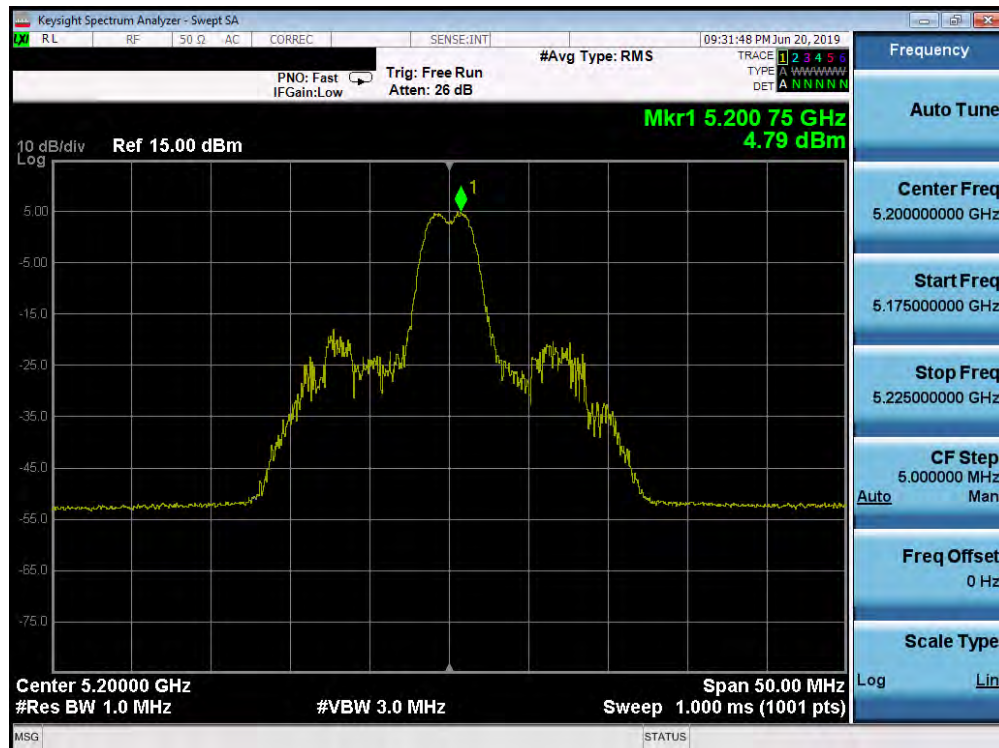 Keysight Spectrum Analyzer - Swept SA
LXI RL RF 50 Ω AC CORREC SENSE:INT 09:31:48 PM Jun 20, 2019
#Avg Type: RMS TRACE 1 2 3 4 5 6
PNO: Fast Trig: Free Run TYPE A WWWWW
IFGain:Low Atten: 26 dB DET A N N N N N
Mkr1 5.200 75 GHz
4.79 dBm
10 dB/div Ref 15.00 dBm
Log
1
5.00
-5.00
-15.0
-25.0
-35.0
-45.0
-55.0
-65.0
-75.0
Center 5.20000 GHz Span 50.00 MHz
#Res BW 1.0 MHz #VBW 3.0 MHz Sweep 1.000 ms (1001 pts)
MSG STATUS
Frequency
Auto Tune
Center Freq
5.200000000 GHz
Start Freq
5.175000000 GHz
Stop Freq
5.225000000 GHz
CF Step
5.000000 MHz
Auto Man
Freq Offset
0 Hz
Scale Type
Log Lin